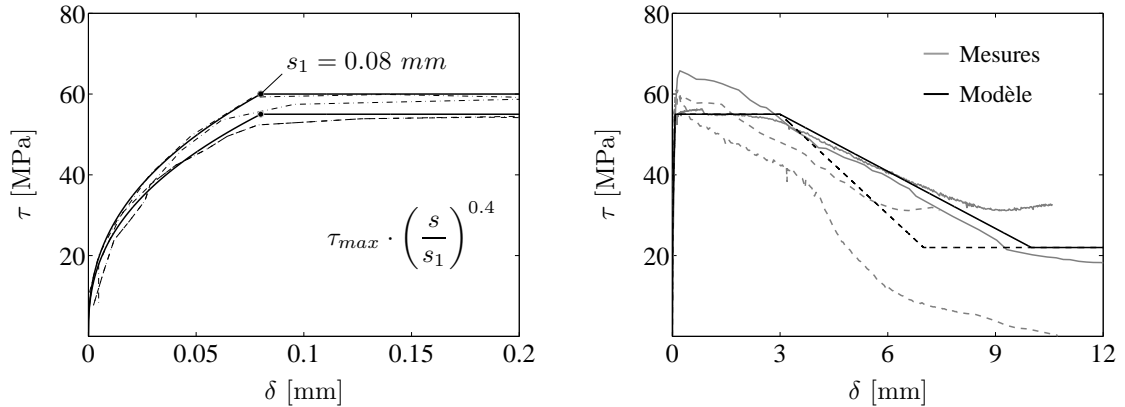 80
60
40
20
τ [MPa]
s₁ = 0.08 mm
τ_max · (s / s₁)^0.4
0
0.05
0.1
0.15
0.2
δ [mm]
80
60
40
20
τ [MPa]
Mesures
Modèle
0
3
6
9
12
δ [mm]